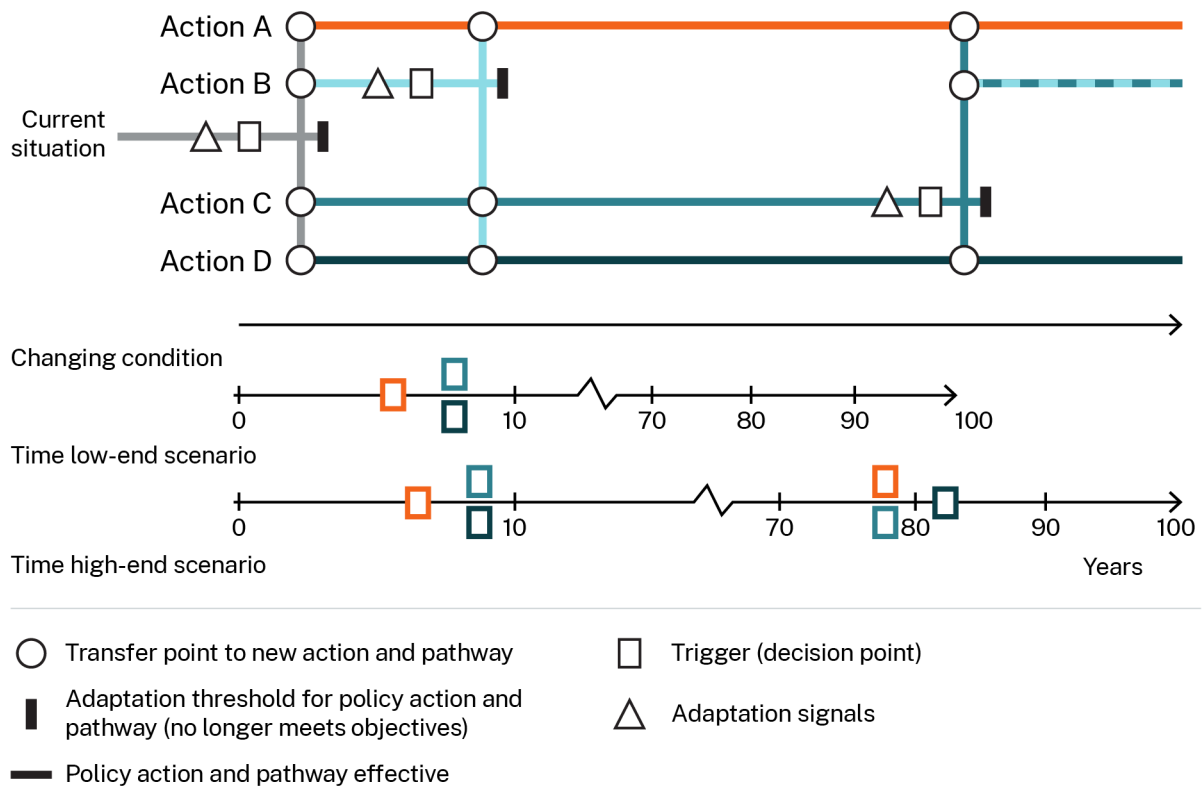 Action A
Action B
Current
situation
Action C
Action D
Changing condition
0
10
70
80
90
100
Time low-end scenario
0
10
70
80
90
100
Time high-end scenario
Years
Transfer point to new action and pathway
Trigger (decision point)
Adaptation threshold for policy action and
pathway (no longer meets objectives)
Adaptation signals
Policy action and pathway effective